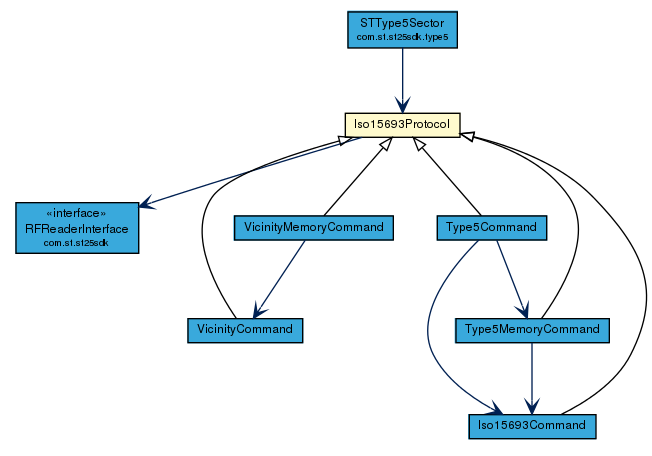 STType5Sector
com.st.st25sdk.type5
Iso15693Protocol
«interface»
RFReaderInterface
com.st.st25sdk
VicinityMemoryCommand
Type5Command
VicinityCommand
Type5MemoryCommand
Iso15693Command